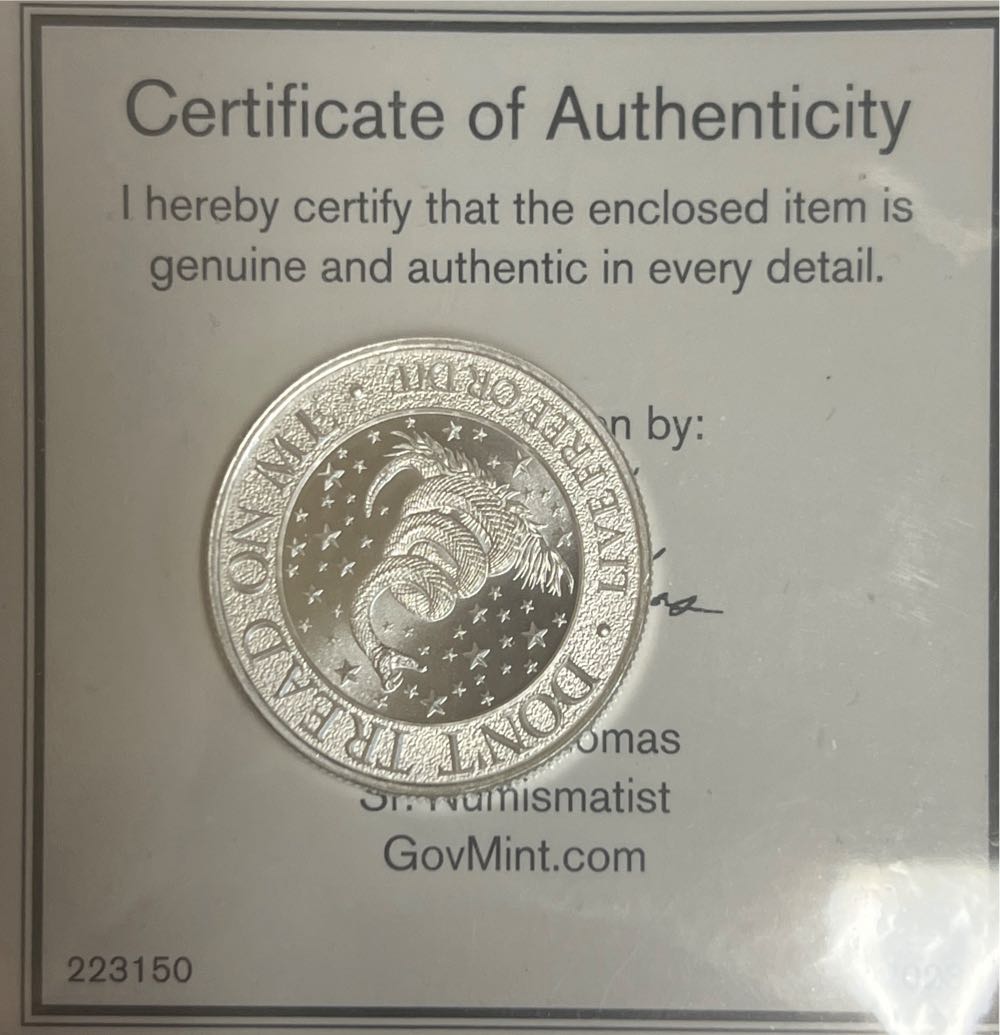 Certificate of Authenticity
I hereby certify that the enclosed item is
genuine and authentic in every detail.
n by:
omas
Sr. Numismatist
GovMint.com
223150
DON'T TREAD ON ME • LIVE FREE OR DIE •